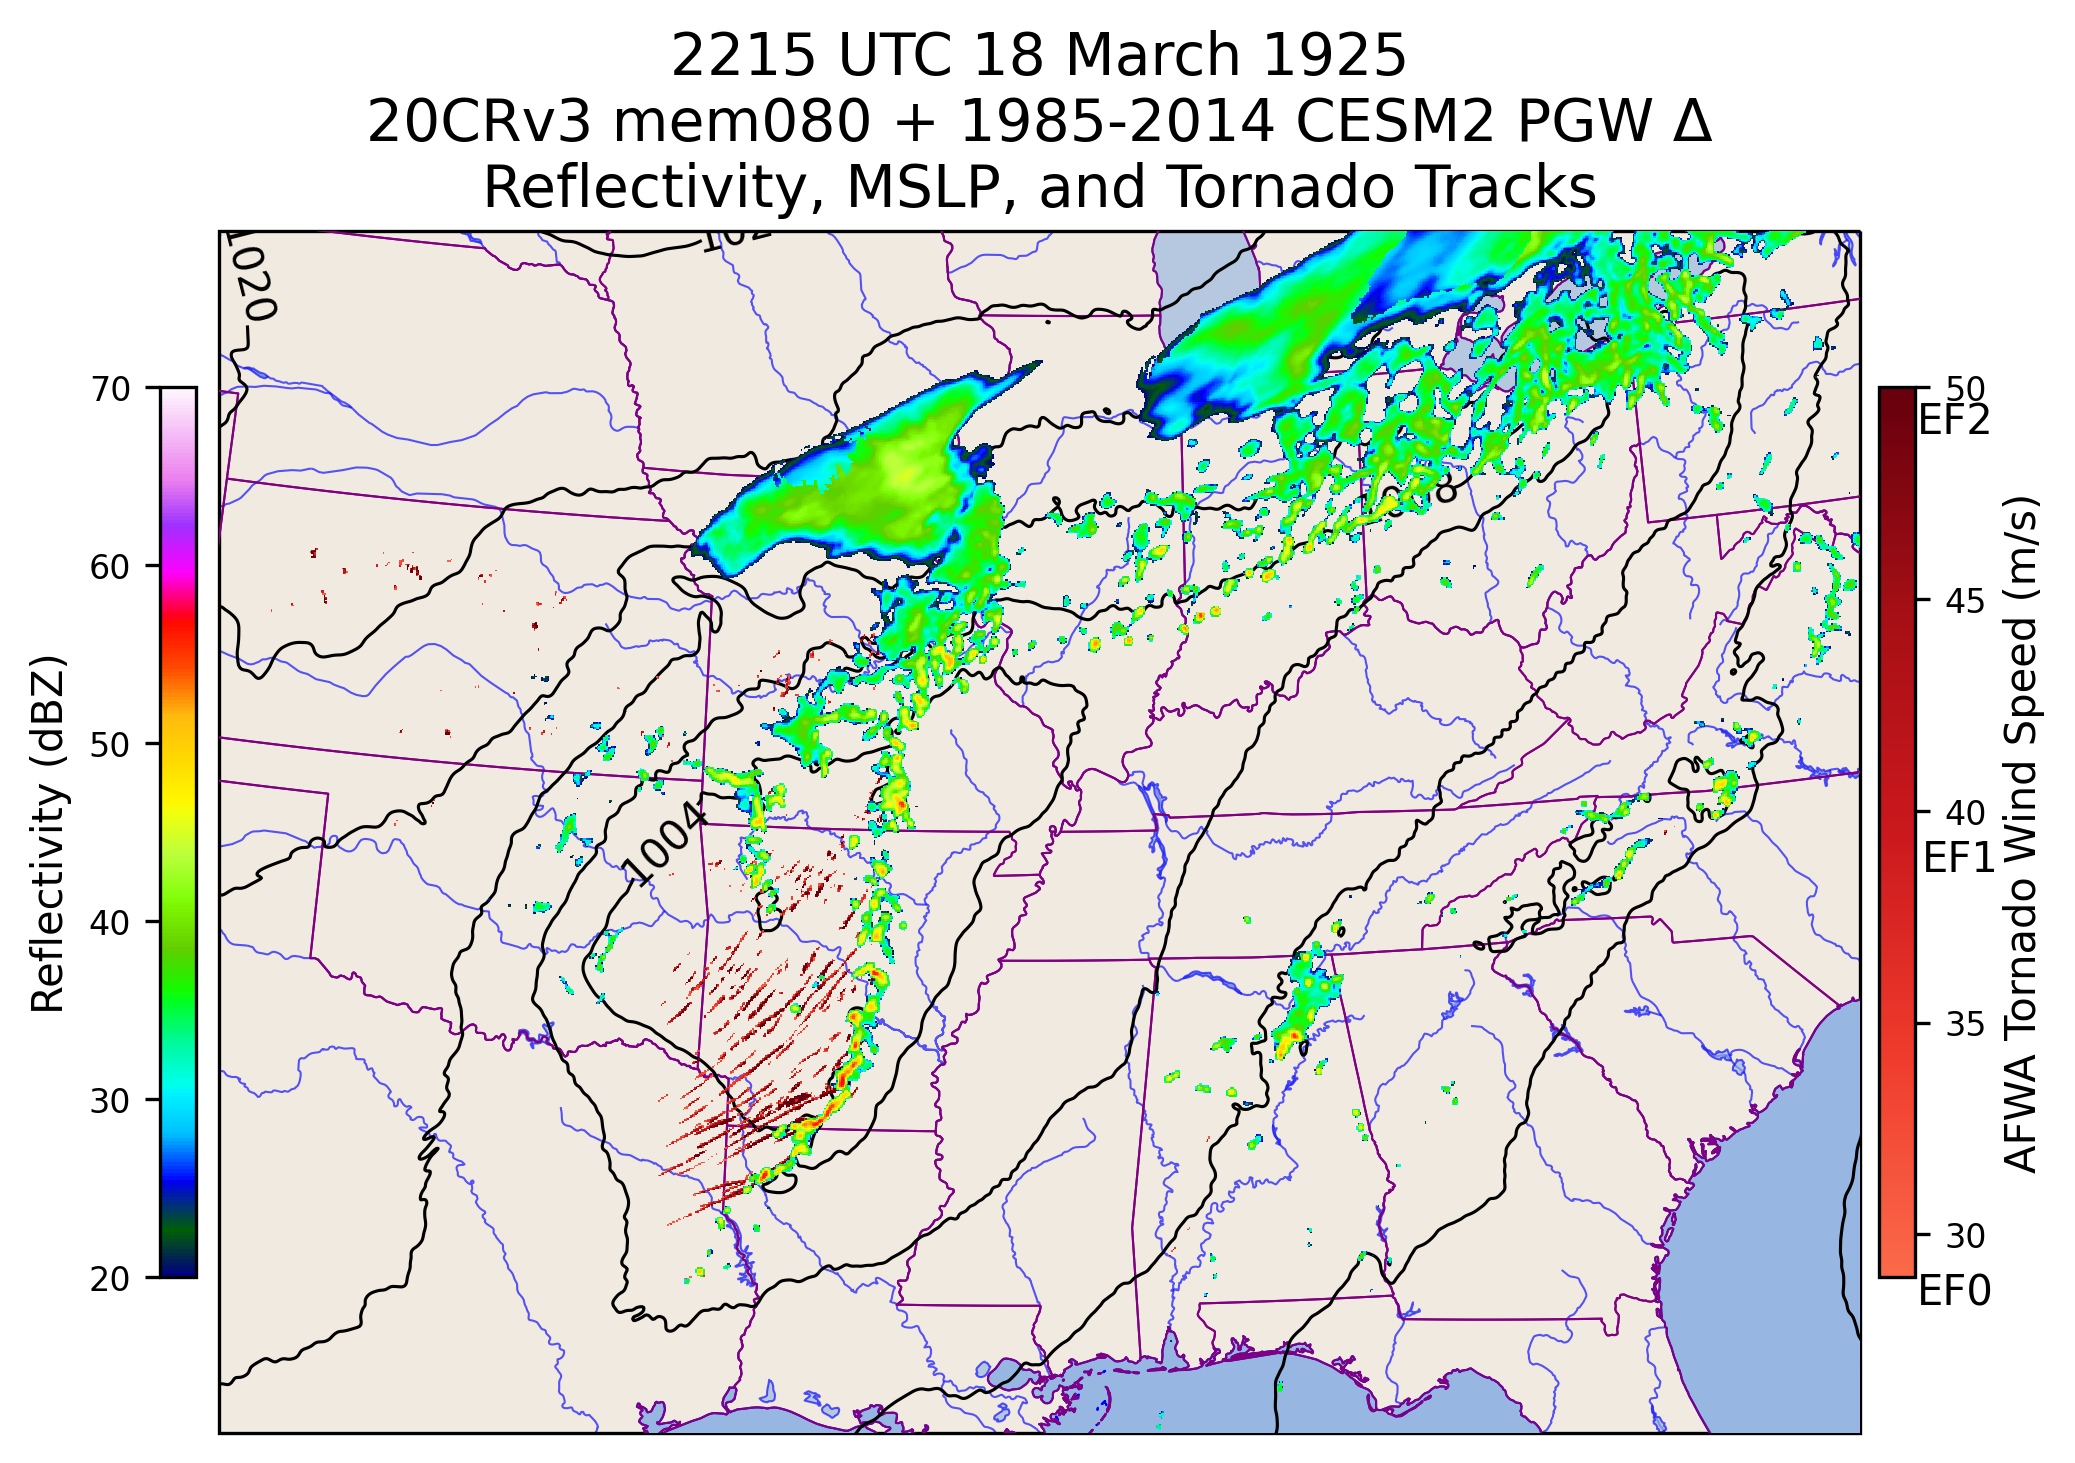 2215 UTC 18 March 1925
20CRv3 mem080 + 1985-2014 CESM2 PGW Δ
Reflectivity, MSLP, and Tornado Tracks
1020
1004
70
60
50
40
30
20
Reflectivity (dBZ)
50
EF2
45
40
EF1
35
30
EF0
AFWA Tornado Wind Speed (m/s)